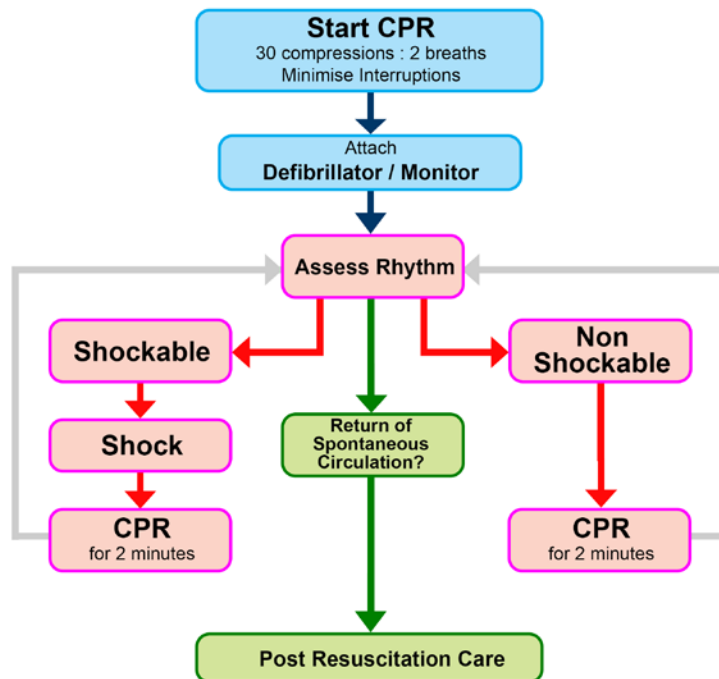 Start CPR
30 compressions : 2 breaths
Minimise Interruptions
Attach
Defibrillator / Monitor
Assess Rhythm
Shockable
Non
Shockable
Shock
Return of
Spontaneous
Circulation?
CPR
for 2 minutes
CPR
for 2 minutes
Post Resuscitation Care